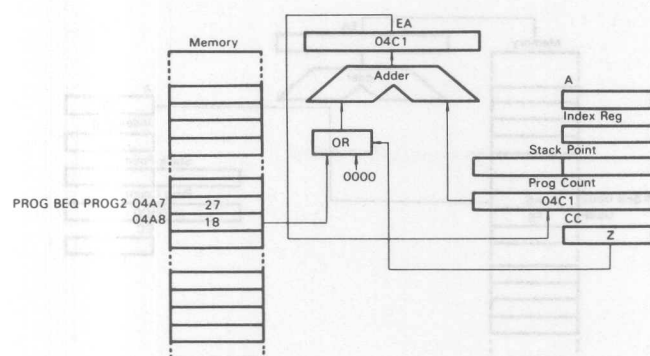 EA
Memory
04C1
Adder
A
Index Reg
OR
Stack Point
0000
Prog Count
PROG BEQ PROG2 04A7
27
04C1
04A8
18
CC
Z